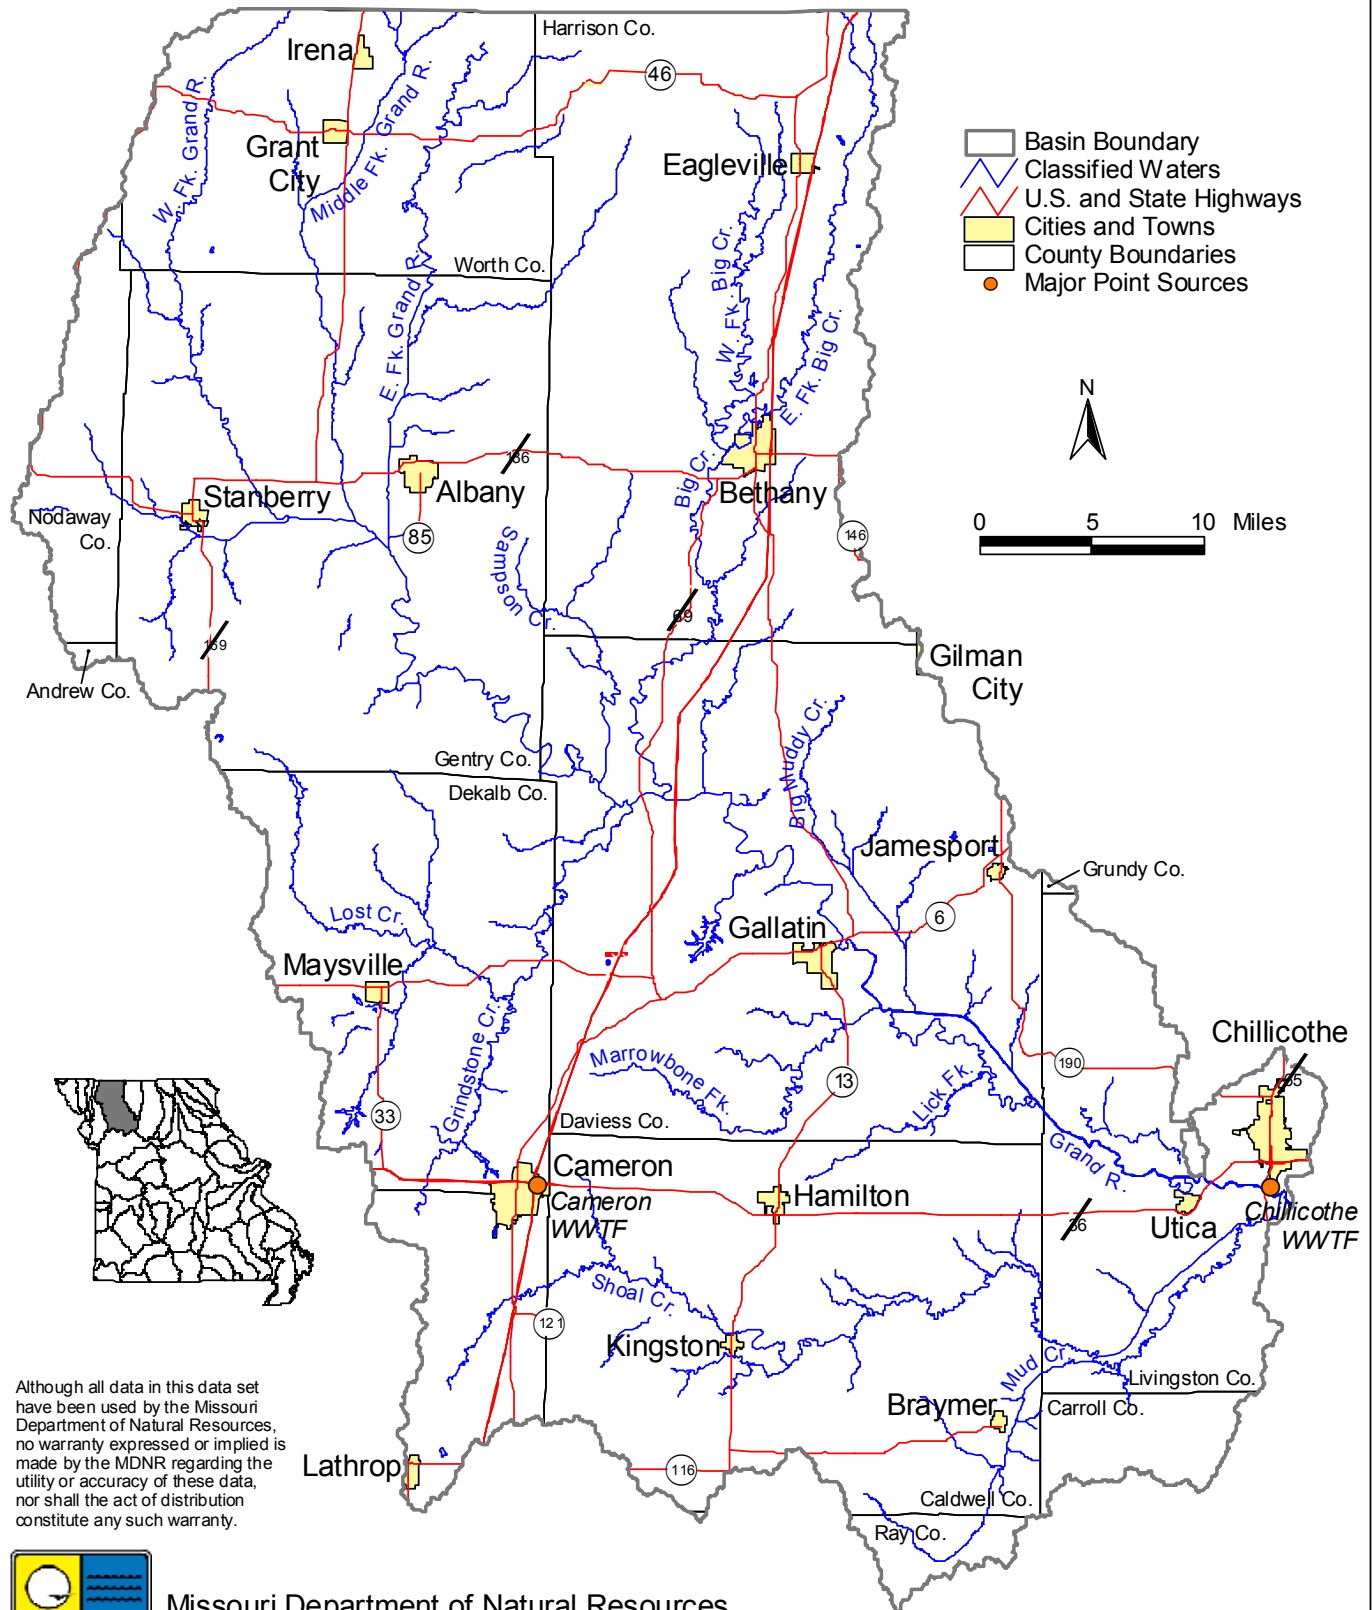 Harrison Co.
Irena
46
W. Fk. Grand R.
Middle Fk. Grand R.
Grant
City
Eagleville
Basin Boundary
Classified Waters
U.S. and State Highways
Cities and Towns
County Boundaries
Major Point Sources
Worth Co.
E. Fk. Grand R.
W. Fk. Big Cr.
E. Fk. Big Cr.
N
136
Big Cr.
Stanberry
Albany
Bethany
Nodaway
Co.
85
146
0 5 10 Miles
Sampson Cr.
69
169
Andrew Co.
Gilman
City
Big Muddy Cr.
Gentry Co.
Dekalb Co.
Jamesport
Grundy Co.
Lost Cr.
6
Gallatin
Maysville
Grindstone Cr.
Marrowbone Fk.
Lick Fk.
190
Chillicothe
65
13
33
Daviess Co.
Grand R.
Cameron
Cameron
WWTF
Hamilton
36
Utica
Chillicothe
WWTF
Shoal Cr.
121
Kingston
Mud Cr.
Livingston Co.
Carroll Co.
Braymer
Lathrop
116
Caldwell Co.
Ray Co.
Although all data in this data set
have been used by the Missouri
Department of Natural Resources,
no warranty expressed or implied is
made by the MDNR regarding the
utility or accuracy of these data,
nor shall the act of distribution
constitute any such warranty.
Missouri Department of Natural Resources